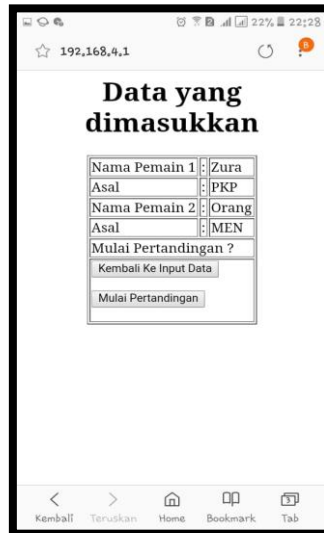 22% 22:28
192.168.4.1
B
Data yang
dimasukkan
Nama Pemain 1 : Zura
Asal : PKP
Nama Pemain 2 : Orang
Asal : MEN
Mulai Pertandingan ?
Kembali Ke Input Data
Mulai Pertandingan
3
Kembali Teruskan Home Bookmark Tab